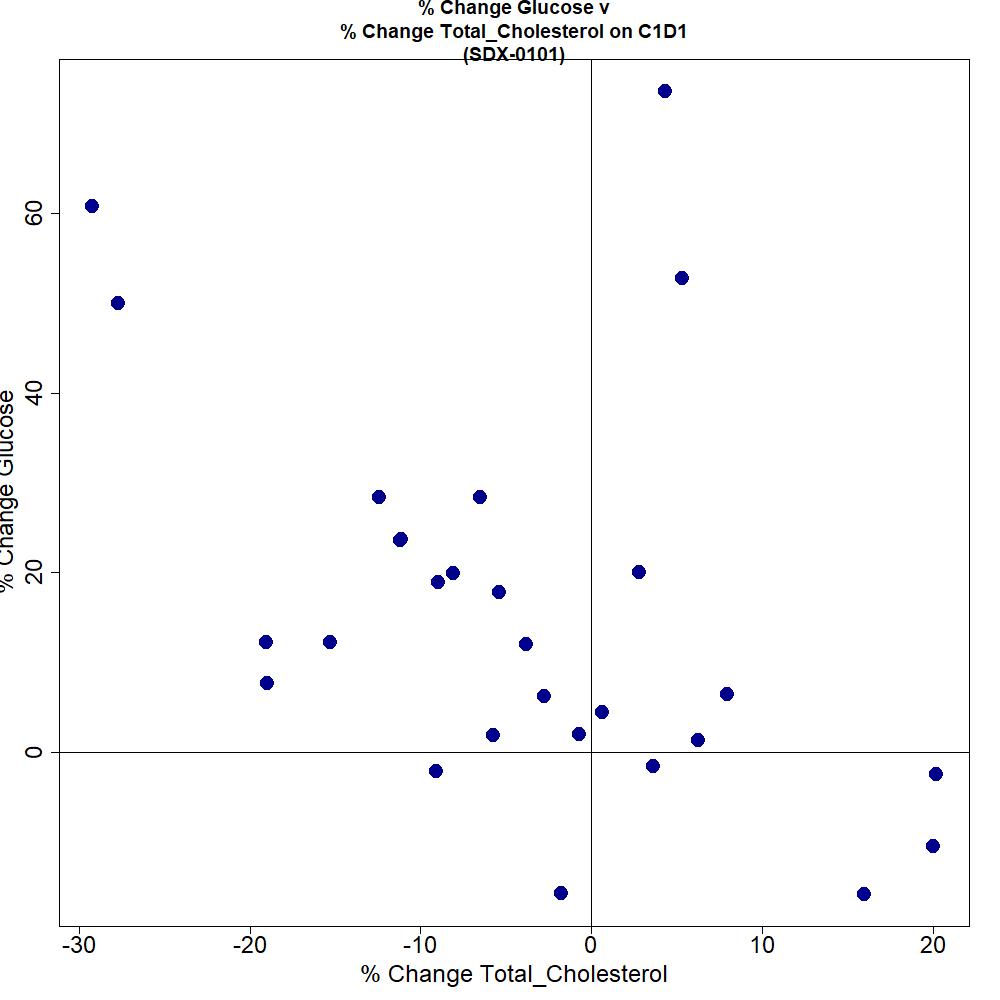 % Change Glucose v
% Change Total_Cholesterol on C1D1
(SDX-0101)
% Change Glucose
60
40
20
0
-30 -20 -10 0 10 20
% Change Total_Cholesterol